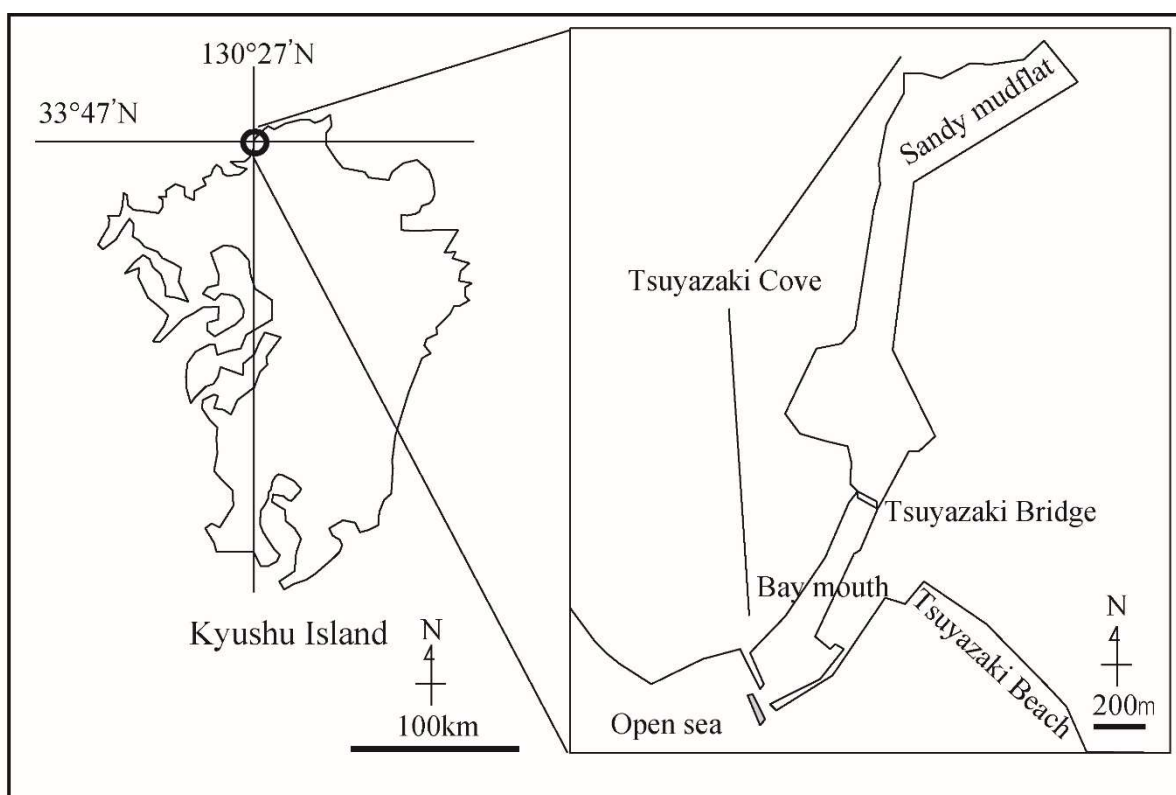 130°27’N
33°47’N
Kyushu Island
N
100km
Sandy mudflat
Tsuyazaki Cove
Tsuyazaki Bridge
Bay mouth
Tsuyazaki Beach
Open sea
N
200m